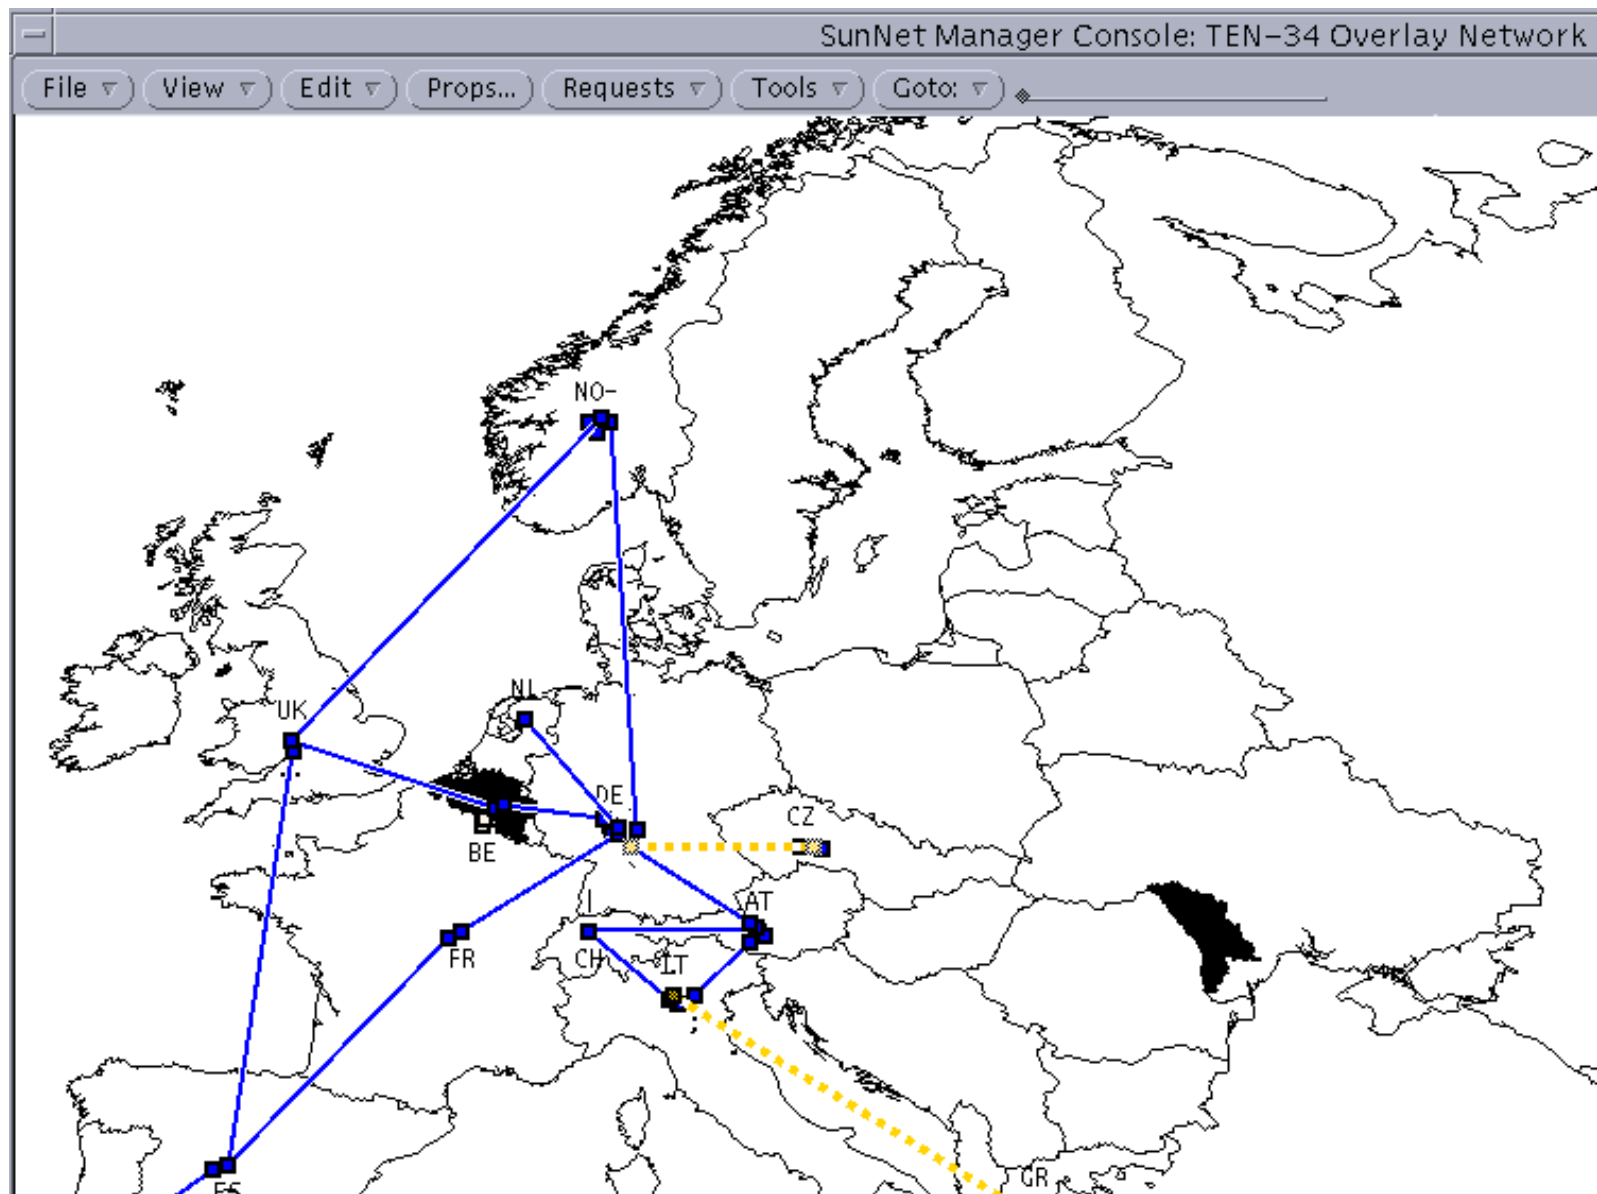 SunNet Manager Console: TEN-34 Overlay Network
File View Edit Props... Requests Tools Goto:
NO-
NL
UK
DE
CZ
BE
AT
FR
CH
GR
ES